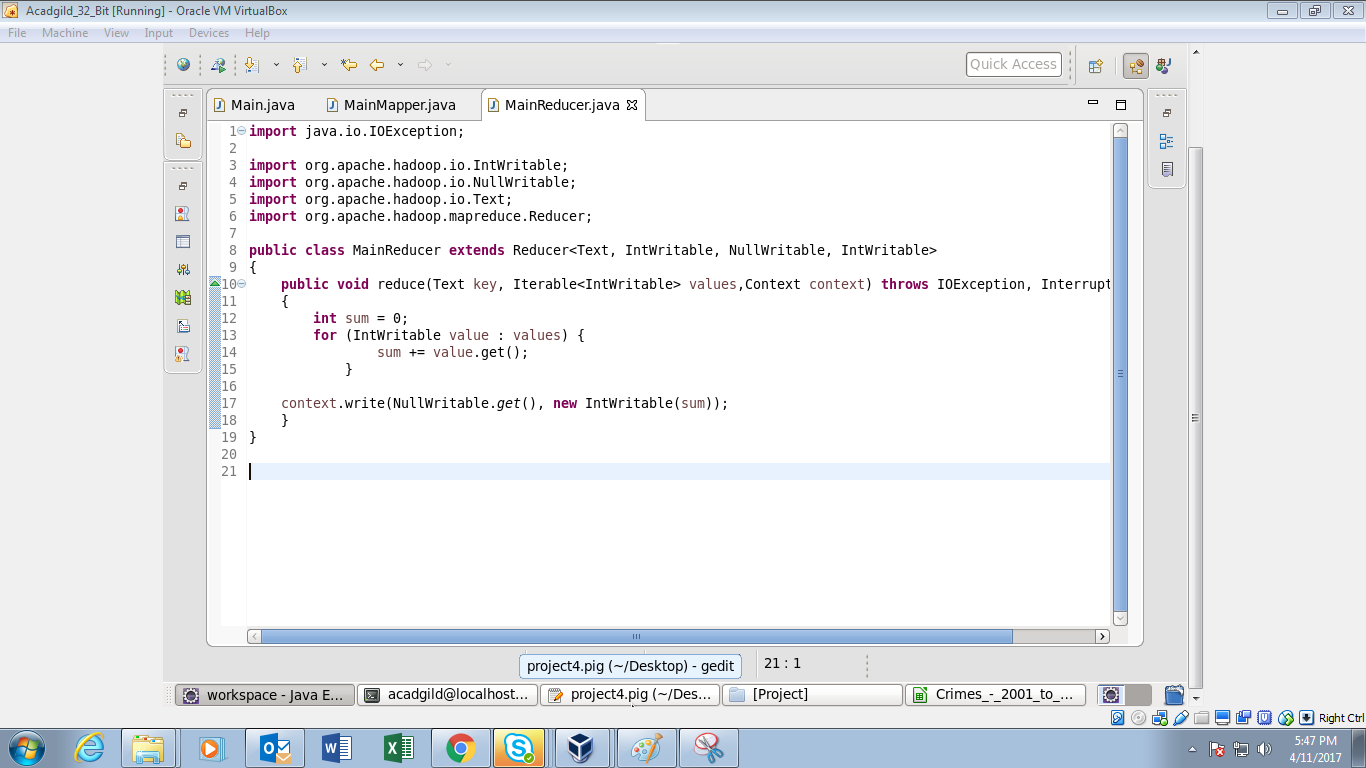 Acadgild_32_Bit [Running] - Oracle VM VirtualBox
File Machine View Input Devices Help
Quick Access
Main.java MainMapper.java MainReducer.java
1 import java.io.IOException;
2
3 import org.apache.hadoop.io.IntWritable;
4 import org.apache.hadoop.io.NullWritable;
5 import org.apache.hadoop.io.Text;
6 import org.apache.hadoop.mapreduce.Reducer;
7
8 public class MainReducer extends Reducer<Text, IntWritable, NullWritable, IntWritable>
9 {
10 public void reduce(Text key, Iterable<IntWritable> values,Context context) throws IOException, Interrupt
11 {
12 int sum = 0;
13 for (IntWritable value : values) {
14 sum += value.get();
15 }
16
17 context.write(NullWritable.get(), new IntWritable(sum));
18 }
19 }
20
21
project4.pig (~/Desktop) - gedit
21 : 1
workspace - Java E... acadgild@localhost... project4.pig (~/Des... [Project] Crimes_-_2001_to_...
Right Ctrl
5:47 PM
4/11/2017